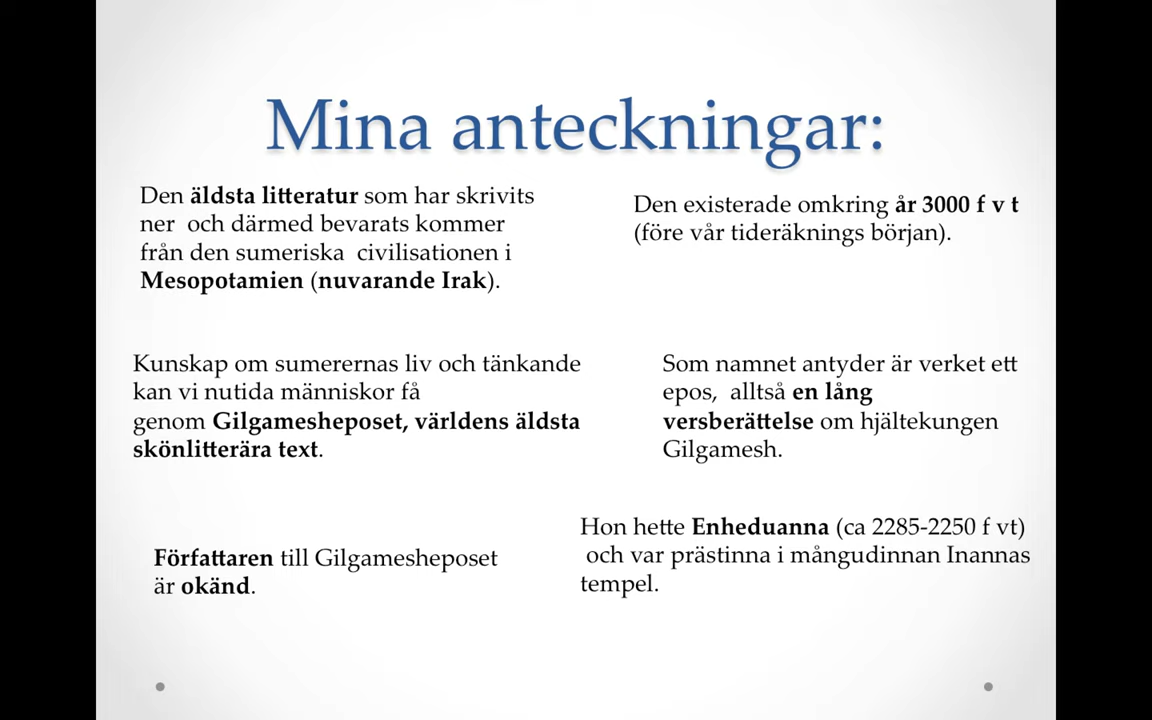 Mina anteckningar:
Den äldsta litteratur som har skrivits
ner och därmed bevarats kommer
från den sumeriska civilisationen i
Mesopotamien (nuvarande Irak).
Den existerade omkring år 3000 f v t
(före vår tideräknings början).
Kunskap om sumerernas liv och tänkande
kan vi nutida människor få
genom Gilgamesheposet, världens äldsta
skönlitterära text.
Som namnet antyder är verket ett
epos, alltså en lång
versberättelse om hjältekungen
Gilgamesh.
Författaren till Gilgamesheposet
är okänd.
Hon hette Enheduanna (ca 2285-2250 f vt)
och var prästinna i mångudinnan Inannas
tempel.